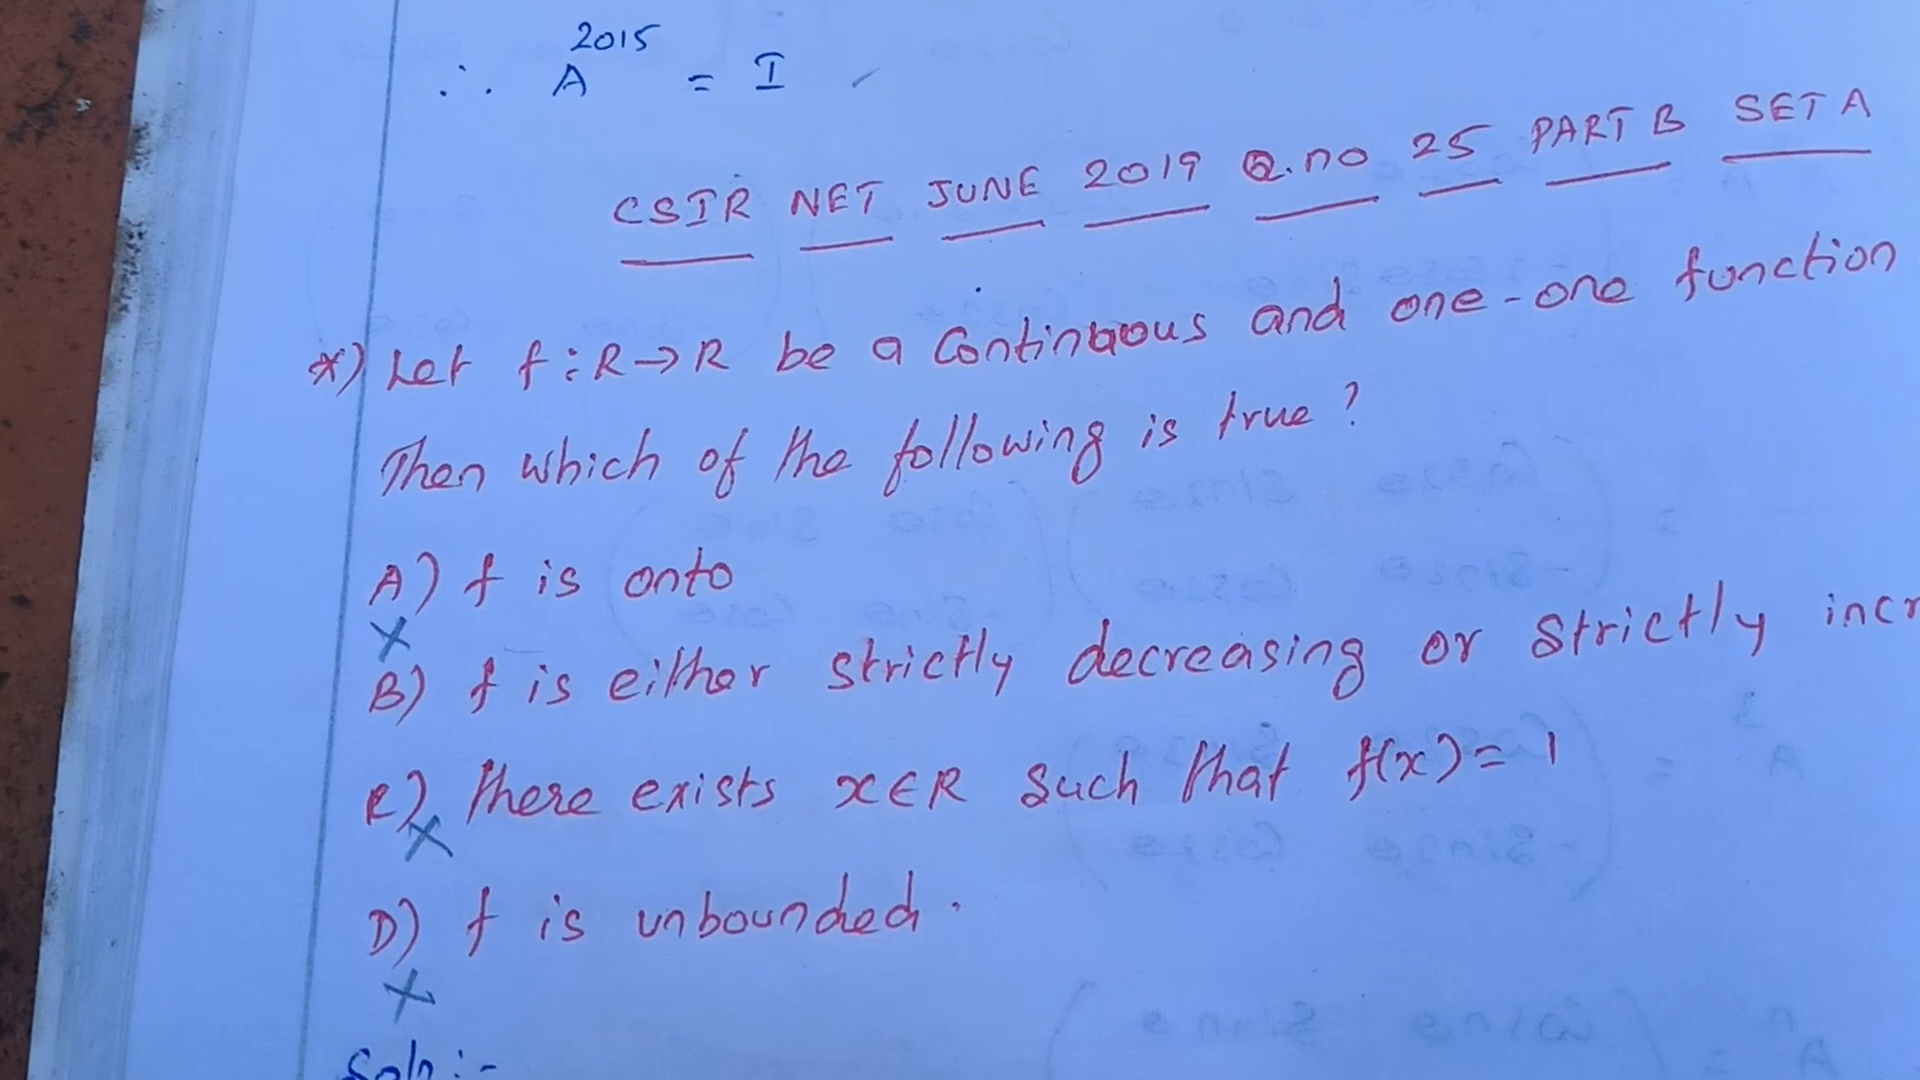 ∴ A^2015 = I
CSIR NET JUNE 2019 Q.no 25 PART B SET A
*) Let f : R→R be a Continuous and one-one function
Then which of the following is true ?
A) f is onto
X
B) f is either strictly decreasing or strictly incr
C) there exists x∈R such that f(x) = 1
X
D) f is unbounded.
X
Soln :-